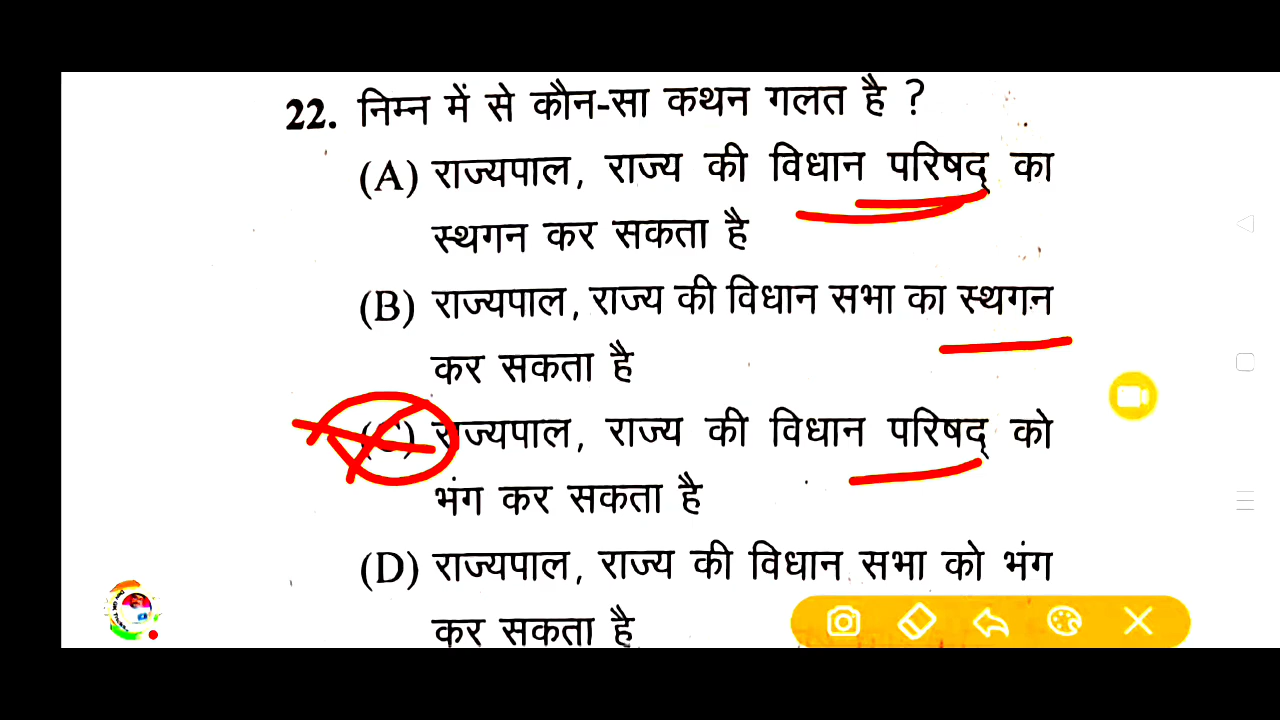 22. निम्न में से कौन-सा कथन गलत है ?
(A) राज्यपाल, राज्य की विधान परिषद् का
स्थगन कर सकता है
(B) राज्यपाल, राज्य की विधान सभा का स्थगन
कर सकता है
(C) राज्यपाल, राज्य की विधान परिषद् को
भंग कर सकता है
(D) राज्यपाल, राज्य की विधान सभा को भंग
कर सकता है